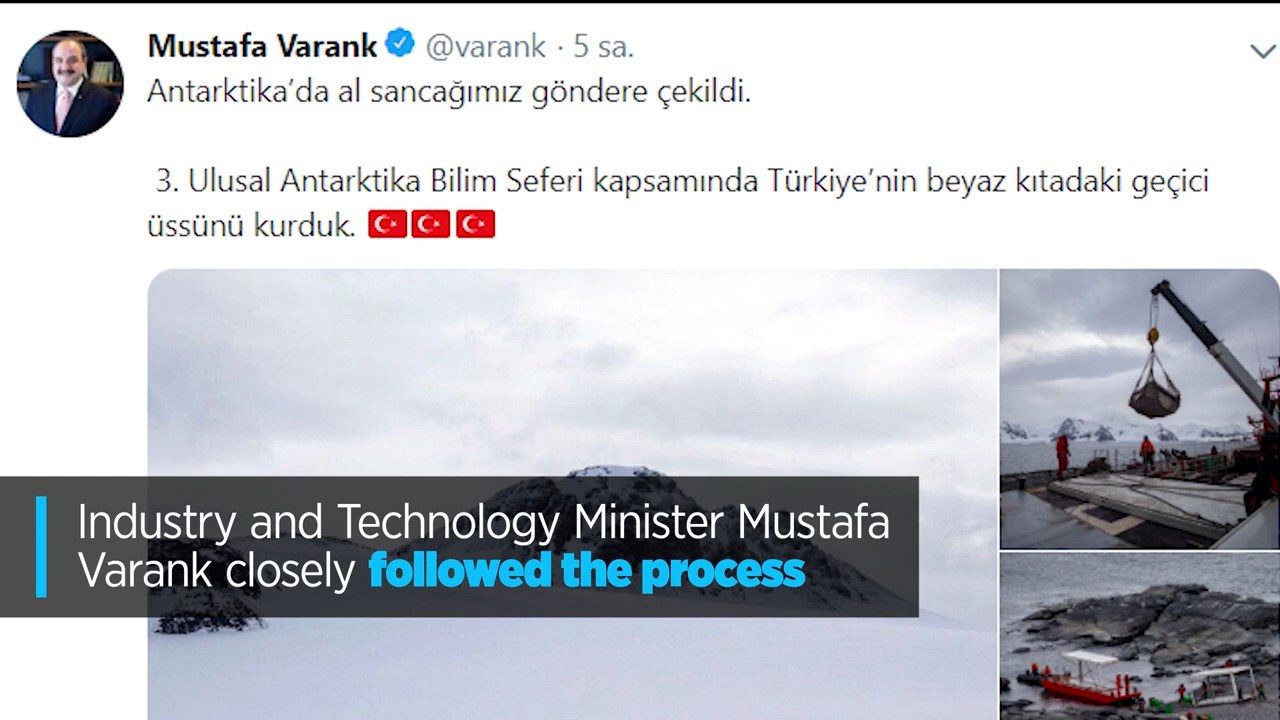 Mustafa Varank @varank · 5 sa.
Antarktika’da al sancağımız göndere çekildi.
3. Ulusal Antarktika Bilim Seferi kapsamında Türkiye’nin beyaz kıtadaki geçici
üssünü kurduk. 🇹🇷🇹🇷🇹🇷
Industry and Technology Minister Mustafa
Varank closely followed the process